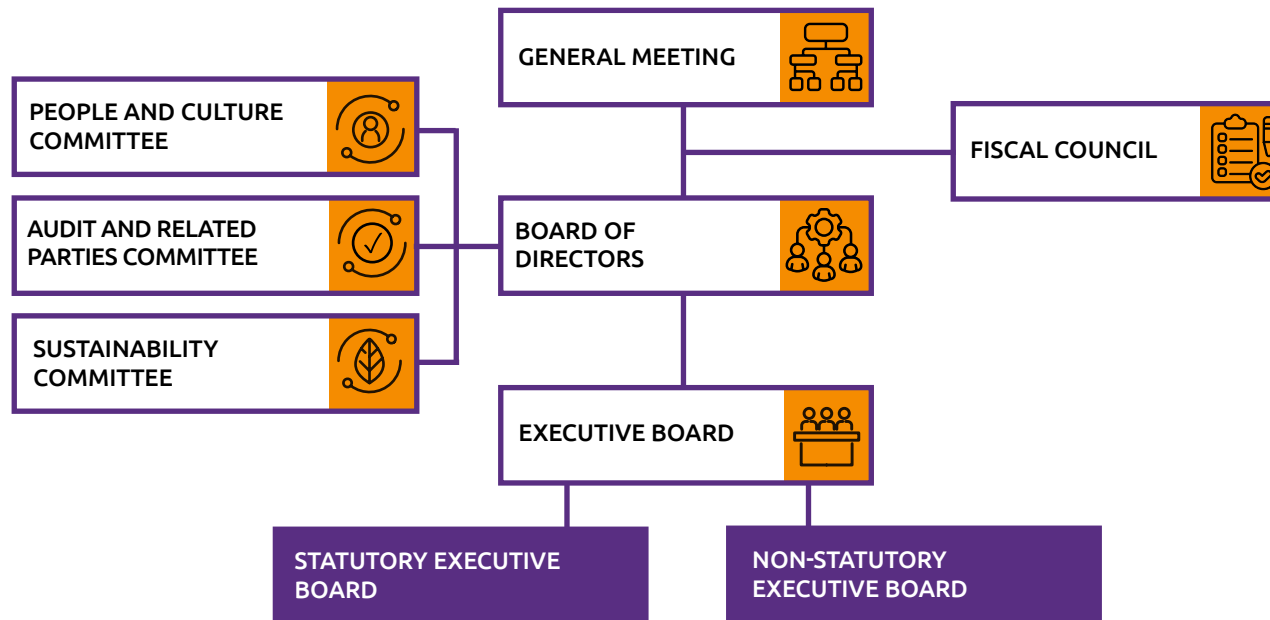 GENERAL MEETING
PEOPLE AND CULTURE
COMMITTEE
FISCAL COUNCIL
AUDIT AND RELATED
PARTIES COMMITTEE
BOARD OF
DIRECTORS
SUSTAINABILITY
COMMITTEE
EXECUTIVE BOARD
STATUTORY EXECUTIVE
BOARD
NON-STATUTORY
EXECUTIVE BOARD